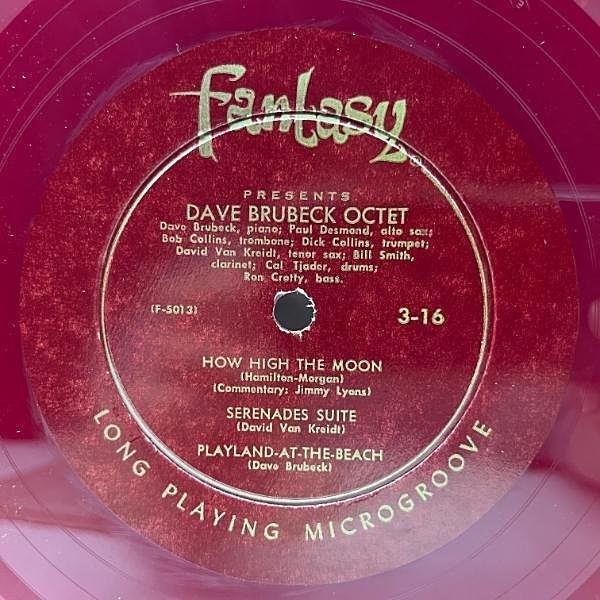 Fantasy
PRESENTS
DAVE BRUBECK OCTET
Dave Brubeck, piano; Paul Desmond, alto sax;
Bob Collins, trombone; Dick Collins, trumpet;
David Van Kreidt, tenor sax; Bill Smith,
clarinet; Cal Tjader, drums;
Ron Crotty, bass.
(F-5013)
3-16
HOW HIGH THE MOON
(Hamilton-Morgan)
(Commentary: Jimmy Lyons)
SERENADES SUITE
(David Van Kreidt)
PLAYLAND-AT-THE-BEACH
(Dave Brubeck)
LONG PLAYING MICROGROOVE